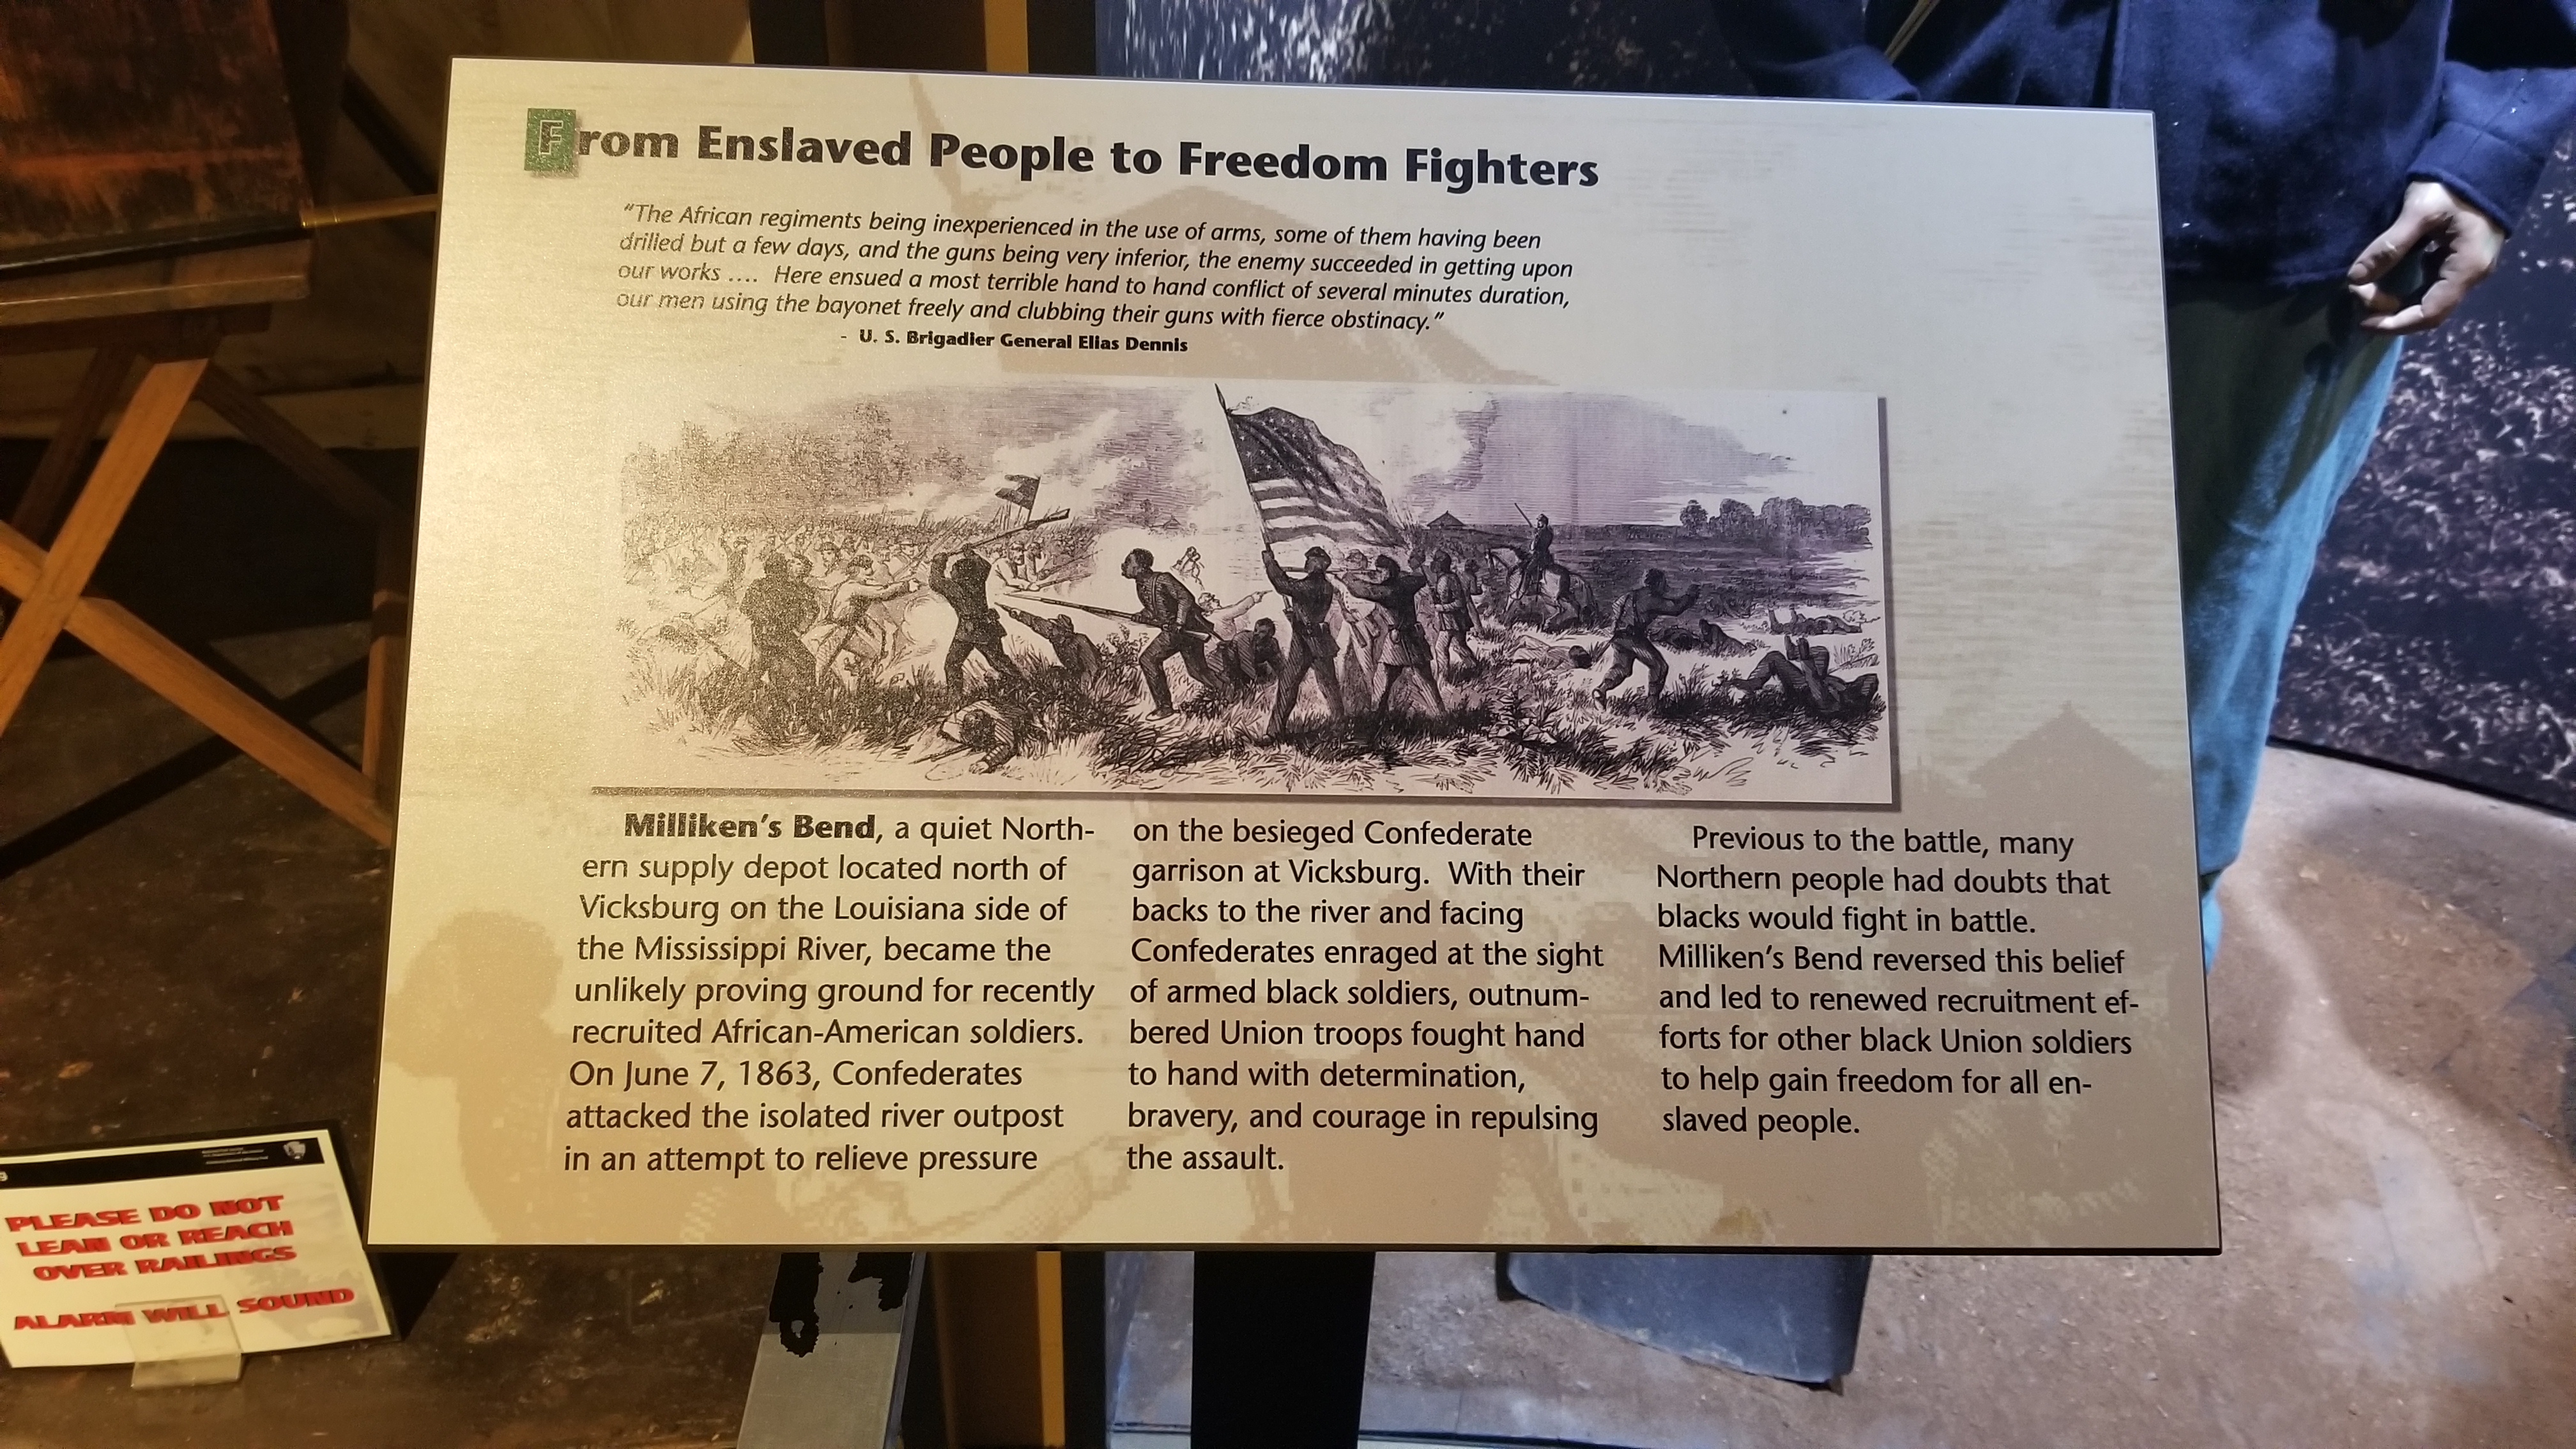 From Enslaved People to Freedom Fighters
"The African regiments being inexperienced in the use of arms, some of them having been
drilled but a few days, and the guns being very inferior, the enemy succeeded in getting upon
our works .... Here ensued a most terrible hand to hand conflict of several minutes duration,
our men using the bayonet freely and clubbing their guns with fierce obstinacy."
- U. S. Brigadier General Elias Dennis
Milliken's Bend, a quiet North-
ern supply depot located north of
Vicksburg on the Louisiana side of
the Mississippi River, became the
unlikely proving ground for recently
recruited African-American soldiers.
On June 7, 1863, Confederates
attacked the isolated river outpost
in an attempt to relieve pressure
on the besieged Confederate
garrison at Vicksburg. With their
backs to the river and facing
Confederates enraged at the sight
of armed black soldiers, outnum-
bered Union troops fought hand
to hand with determination,
bravery, and courage in repulsing
the assault.
Previous to the battle, many
Northern people had doubts that
blacks would fight in battle.
Milliken's Bend reversed this belief
and led to renewed recruitment ef-
forts for other black Union soldiers
to help gain freedom for all en-
slaved people.
PLEASE DO NOT
LEAN OR REACH
OVER RAILINGS
ALARM WILL SOUND